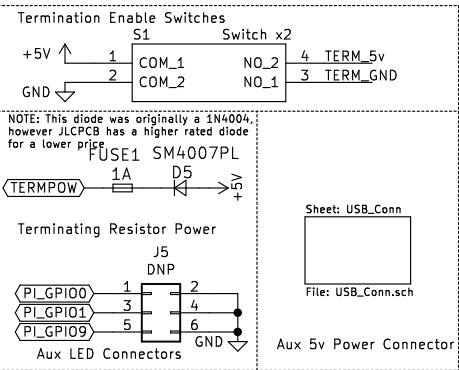 Termination Enable Switches
S1 Switch x2
+5V 1 COM_1 NO_2 4 TERM_5v
GND 2 COM_2 NO_1 3 TERM_GND
NOTE: This diode was originally a 1N4004,
however JLCPCB has a higher rated diode
for a lower price
FUSE1 SM4007PL
1A D5
TERMPOW +5V
Terminating Resistor Power
J5
DNP
PI_GPIO0 1 2
PI_GPIO1 3 4
PI_GPIO9 5 6 GND
Aux LED Connectors
Sheet: USB_Conn
File: USB_Conn.sch
Aux 5v Power Connector